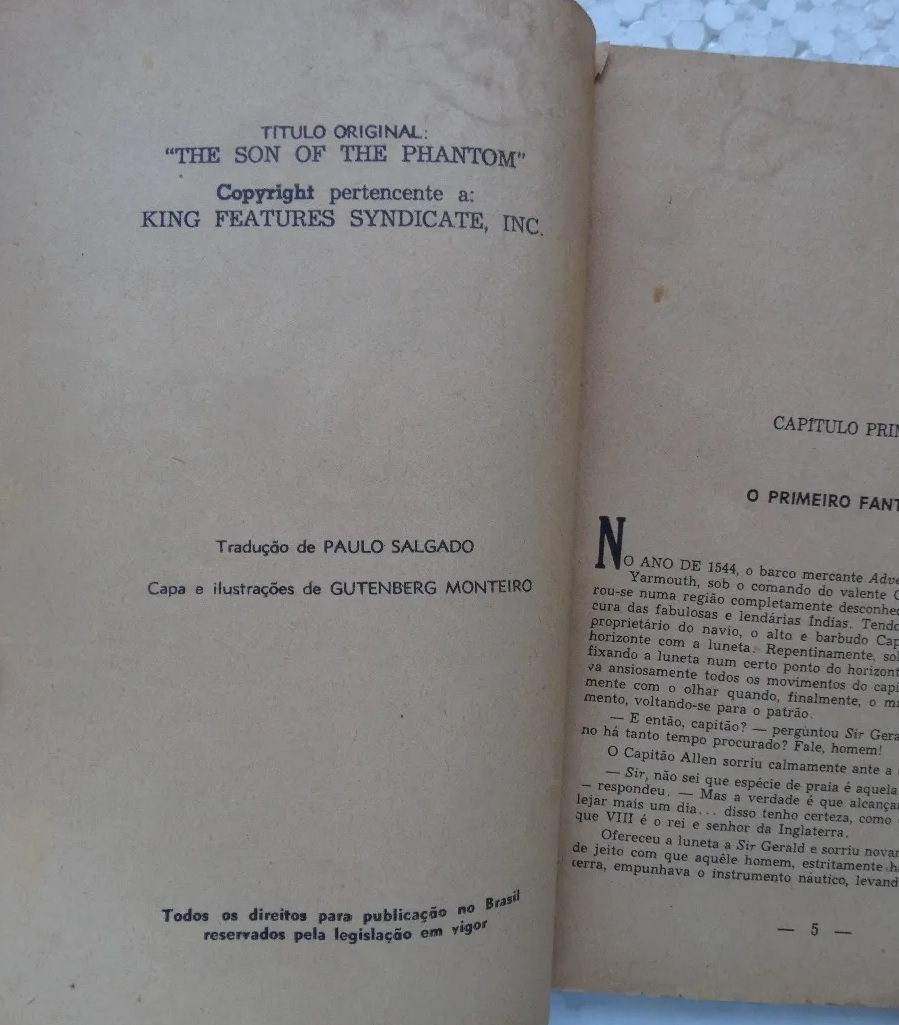 TÍTULO ORIGINAL:
“THE SON OF THE PHANTOM”
Copyright pertencente a:
KING FEATURES SYNDICATE, INC.
Tradução de PAULO SALGADO
Capa e ilustrações de GUTENBERG MONTEIRO
Todos os direitos para publicação no Brasil
reservados pela legislação em vigor
CAPÍTULO
O PRIMEIRO
NO ANO DE 1544, o barco mercante
Yarmouth, sob o comando do valente
rou-se numa região completamente
cura das fabulosas e lendárias Índias. Tendo
proprietário do navio, o alto e barbudo
horizonte com a luneta. Repentinamente,
fixando a luneta num certo ponto do
va ansiosamente todos os movimentos do
mente com o olhar quando, finalmente, o
mento, voltando-se para o patrão.
— E então, capitão? — perguntou Sir
no há tanto tempo procurado? Fale, homem!
O Capitão Allen sorriu calmamente ante a
— Sir, não sei que espécie de praia é aquela
— respondeu. — Mas a verdade é que
lejar mais um dia... disso tenho certeza, como
que VIII é o rei e senhor da Inglaterra.
Ofereceu a luneta a Sir Gerald e sorriu
de jeito com que aquêle homem, estritamente
terra, empunhava o instrumento náutico,
— 5 —